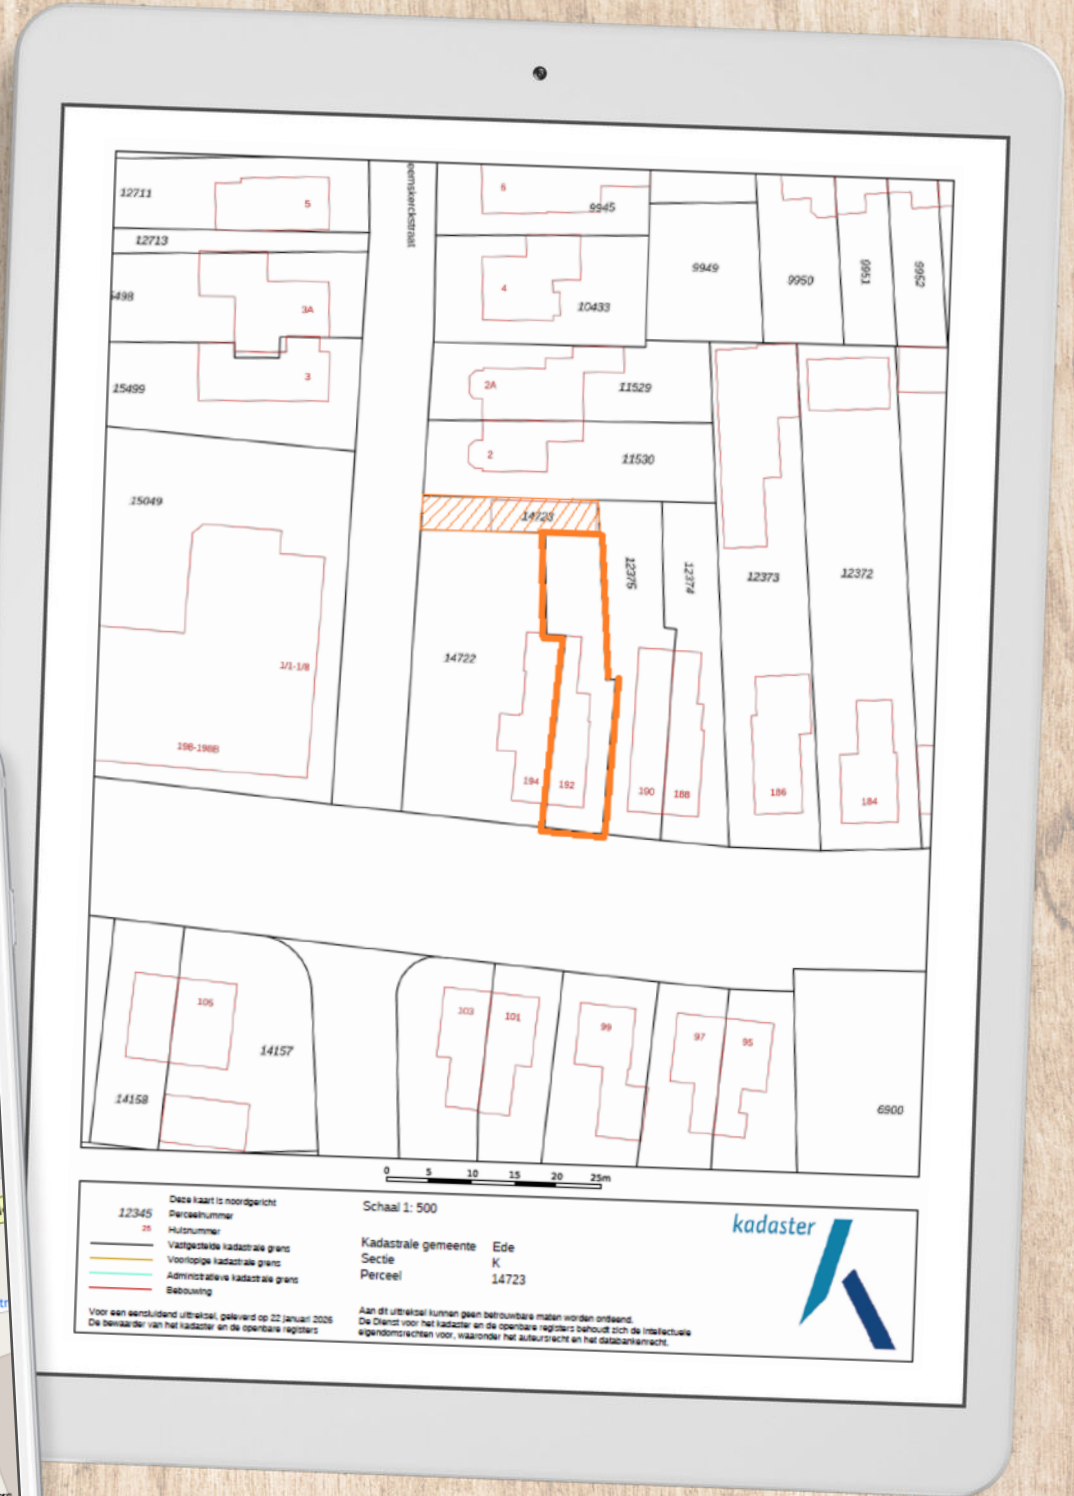 12711
5
eemskerckstraat
6
9945
12713
9949
9950
9951
9952
5498
3A
4
10433
15499
3
2A
11529
2
11530
15049
14723
12375
12374
12373
12372
14722
1/1-1/8
198-198B
194
192
190
188
186
184
105
14157
14158
103
101
99
97
95
6900
0 5 10 15 20 25m
Deze kaart is noordgericht
12345 Perceelnummer
25 Huisnummer
Vastgestelde kadastrale grens
Voorlopige kadastrale grens
Administratieve kadastrale grens
Bebouwing
Voor een eensluidend uittreksel, geleverd op 22 januari 2026
De bewaarder van het kadaster en de openbare registers
Schaal 1: 500
Kadastrale gemeente Ede
Sectie K
Perceel 14723
Aan dit uittreksel kunnen geen betrouwbare maten worden ontleend.
De Dienst voor het kadaster en de openbare registers behoudt zich de intellectuele
eigendomsrechten voor, waaronder het auteursrecht en het databankenrecht.
kadaster